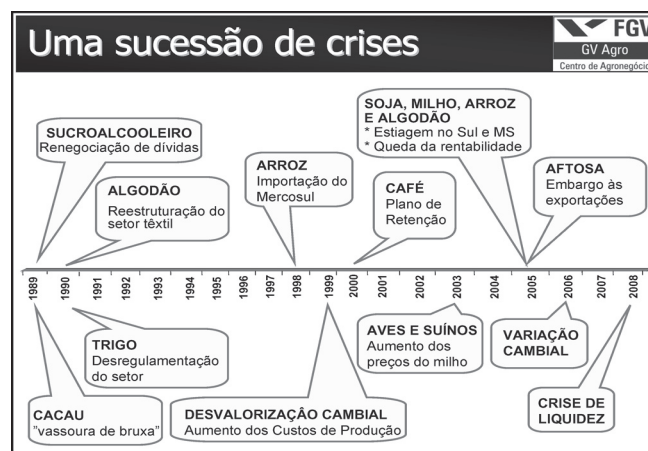 Uma sucessão de crises
FGV
GV Agro
Centro de Agronegócio
SUCROALCOOLEIRO
Renegociação de dívidas
ALGODÃO
Reestruturação do
setor têxtil
ARROZ
Importação do
Mercosul
CAFÉ
Plano de
Retenção
SOJA, MILHO, ARROZ
E ALGODÃO
* Estiagem no Sul e MS
* Queda da rentabilidade
AFTOSA
Embargo às
exportações
1989 1990 1991 1992 1993 1994 1995 1996 1997 1998 1999 2000 2001 2002 2003 2004 2005 2006 2007 2008
TRIGO
Desregulamentação
do setor
CACAU
"vassoura de bruxa"
DESVALORIZAÇÂO CAMBIAL
Aumento dos Custos de Produção
AVES E SUÍNOS
Aumento dos
preços do milho
VARIAÇÃO
CAMBIAL
CRISE DE
LIQUIDEZ